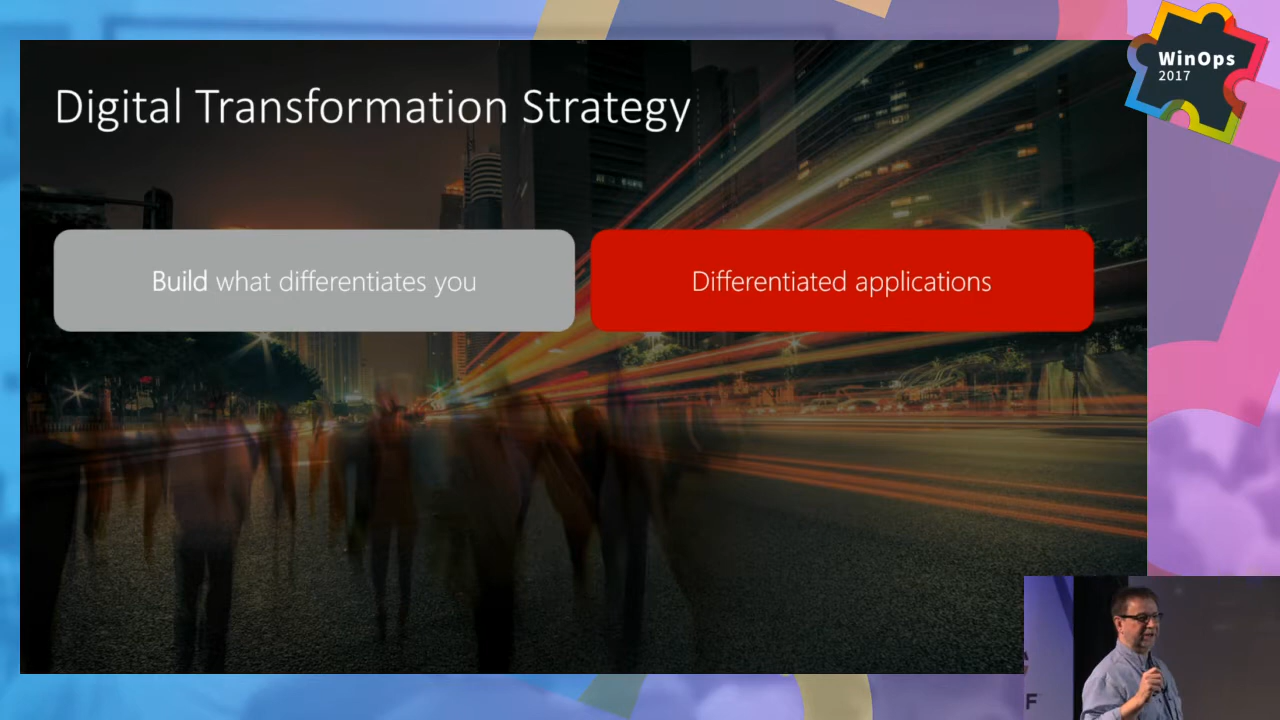 WinOps
2017
Digital Transformation Strategy
Build what differentiates you
Differentiated applications
F